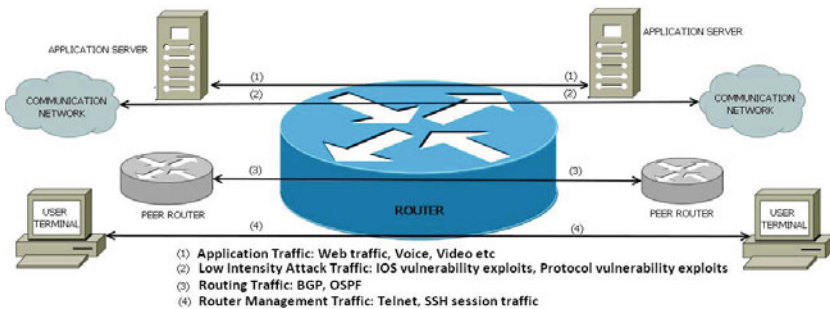 APPLICATION SERVER
APPLICATION SERVER
(1)
(1)
COMMUNICATION
NETWORK
(2)
(2)
COMMUNICATION
NETWORK
(3)
(3)
PEER ROUTER
PEER ROUTER
ROUTER
USER
TERMINAL
(4)
(4)
USER
TERMINAL
(1) Application Traffic: Web traffic, Voice, Video etc
(2) Low Intensity Attack Traffic: IOS vulnerability exploits, Protocol vulnerability exploits
(3) Routing Traffic: BGP, OSPF
(4) Router Management Traffic: Telnet, SSH session traffic